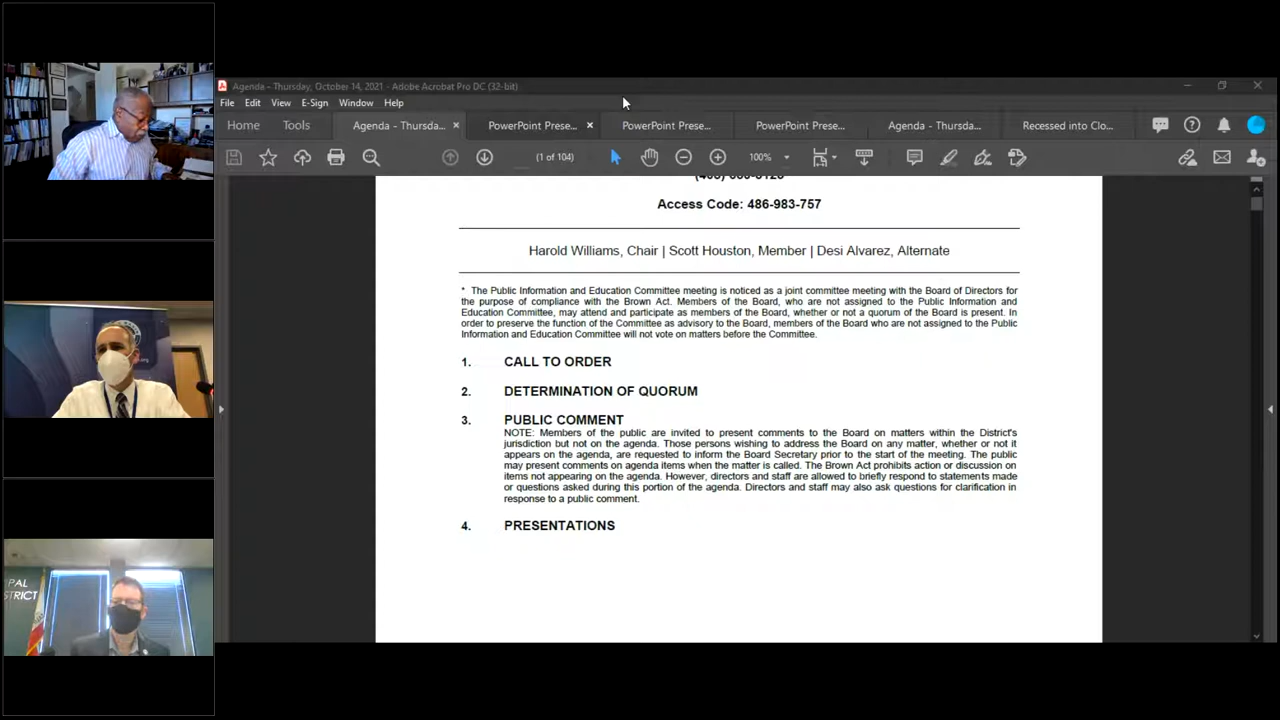 Agenda - Thursday, October 14, 2021 - Adobe Acrobat Pro DC (32-bit)
File Edit View E-Sign Window Help
Home Tools Agenda - Thursda... PowerPoint Prese... PowerPoint Prese... PowerPoint Prese... Agenda - Thursda... Recessed into Clo...
(1 of 104) 100%
Access Code: 486-983-757
Harold Williams, Chair | Scott Houston, Member | Desi Alvarez, Alternate
* The Public Information and Education Committee meeting is noticed as a joint committee meeting with the Board of Directors for
the purpose of compliance with the Brown Act. Members of the Board, who are not assigned to the Public Information and
Education Committee, may attend and participate as members of the Board, whether or not a quorum of the Board is present. In
order to preserve the function of the Committee as advisory to the Board, members of the Board who are not assigned to the Public
Information and Education Committee will not vote on matters before the Committee.
1. CALL TO ORDER
2. DETERMINATION OF QUORUM
3. PUBLIC COMMENT
NOTE: Members of the public are invited to present comments to the Board on matters within the District's
jurisdiction but not on the agenda. Those persons wishing to address the Board on any matter, whether or not it
appears on the agenda, are requested to inform the Board Secretary prior to the start of the meeting. The public
may present comments on agenda items when the matter is called. The Brown Act prohibits action or discussion on
items not appearing on the agenda. However, directors and staff are allowed to briefly respond to statements made
or questions asked during this portion of the agenda. Directors and staff may also ask questions for clarification in
response to a public comment.
4. PRESENTATIONS
PAL
STRICT